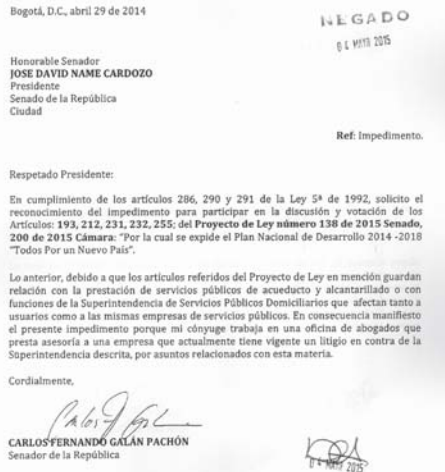 Bogotá, D.C., abril 29 de 2014
NEGADO
04 MAYO 2015
Honorable Senador
JOSE DAVID NAME CARDOZO
Presidente
Senado de la República
Ciudad
Ref: Impedimento.
Respetado Presidente:
En cumplimiento de los artículos 286, 290 y 291 de la Ley 5ª de 1992, solicito el
reconocimiento del impedimento para participar en la discusión y votación de los
Artículos: 193, 212, 231, 232, 255; del Proyecto de Ley número 138 de 2015 Senado,
200 de 2015 Cámara: "Por la cual se expide el Plan Nacional de Desarrollo 2014 -2018
"Todos Por un Nuevo País".
Lo anterior, debido a que los artículos referidos del Proyecto de Ley en mención guardan
relación con la prestación de servicios públicos de acueducto y alcantarillado o con
funciones de la Superintendencia de Servicios Públicos Domiciliarios que afectan tanto a
usuarios como a las mismas empresas de servicios públicos. En consecuencia manifiesto
el presente impedimento porque mi cónyuge trabaja en una oficina de abogados que
presta asesoría a una empresa que actualmente tiene vigente un litigio en contra de la
Superintendencia descrita, por asuntos relacionados con esta materia.
Cordialmente,
CARLOS FERNANDO GALÁN PACHÓN
Senador de la República
04 MAYO 2015